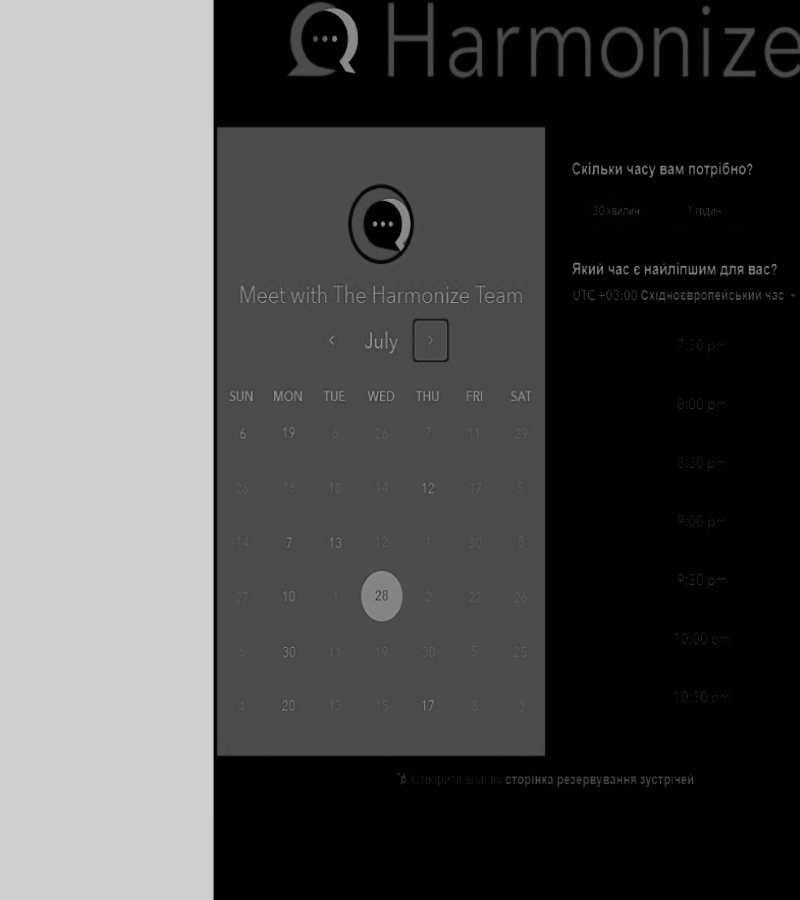 Harmonize
Meet with The Harmonize Team
July
SUN MON TUE WED THU FRI SAT
6 19 6 26 7 11 29
26 16 18 14 12 17 5
14 7 13 12 1 30 8
27 10 1 28 2 22 26
6 30 11 19 30 5 25
4 20 13 15 17 8 3
Скільки часу вам потрібно?
30 хвилин 1 годин
Який час є найліпшим для вас?
UTC +03:00 Східноєвропейський час
7:30 pm
8:00 pm
8:30 pm
9:00 pm
9:30 pm
10:00 pm
10:30 pm
Створити власну сторінка резервування зустрічей